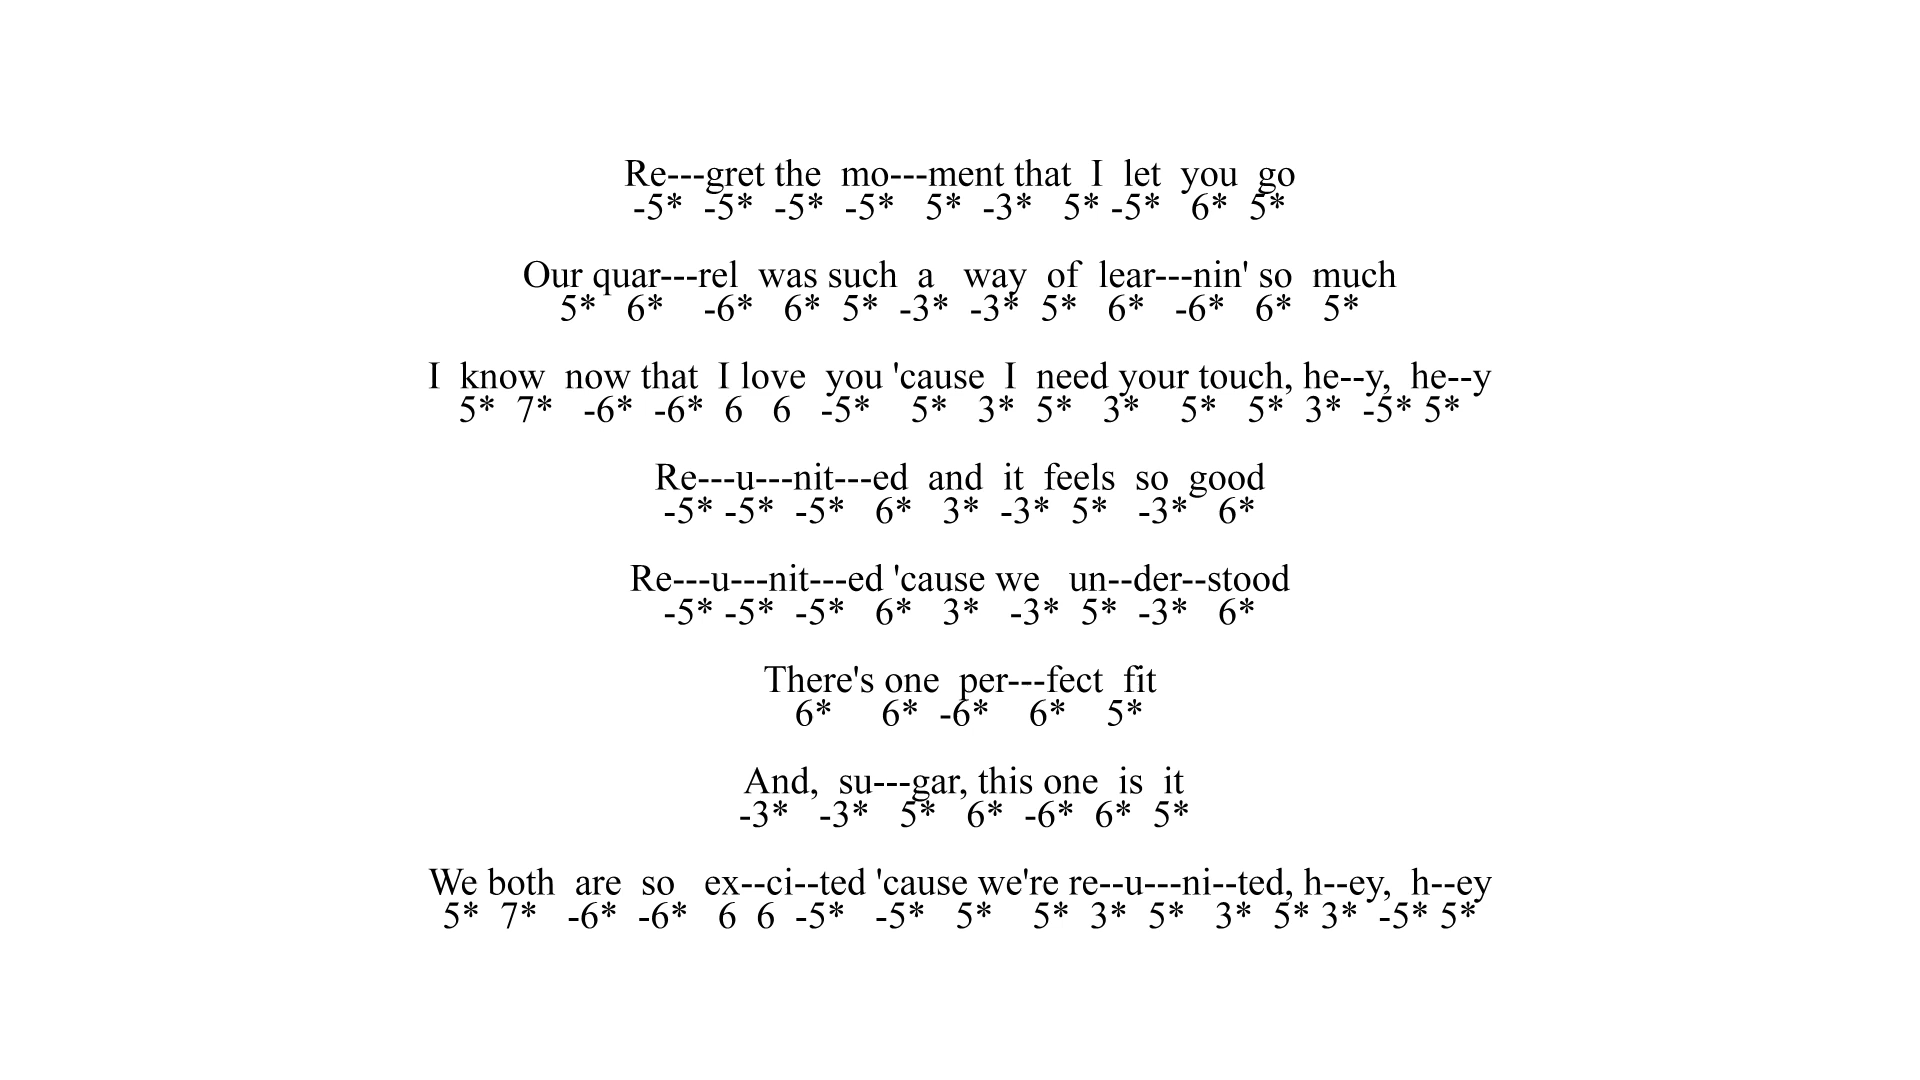 Re---gret the mo---ment that I let you go
-5* -5* -5* -5* 5* -3* 5* -5* 6* 5*
Our quar---rel was such a way of lear---nin' so much
5* 6* -6* 6* 5* -3* -3* 5* 6* -6* 6* 5*
I know now that I love you 'cause I need your touch, he--y, he--y
5* 7* -6* -6* 6 6 -5* 5* 3* 5* 3* 5* 5* 3* -5* 5*
Re---u---nit---ed and it feels so good
-5* -5* -5* 6* 3* -3* 5* -3* 6*
Re---u---nit---ed 'cause we un--der--stood
-5* -5* -5* 6* 3* -3* 5* -3* 6*
There's one per---fect fit
6* 6* -6* 6* 5*
And, su---gar, this one is it
-3* -3* 5* 6* -6* 6* 5*
We both are so ex--ci--ted 'cause we're re--u---ni--ted, h--ey, h--ey
5* 7* -6* -6* 6 6 -5* -5* 5* 5* 3* 5* 3* 5* 3* -5* 5*